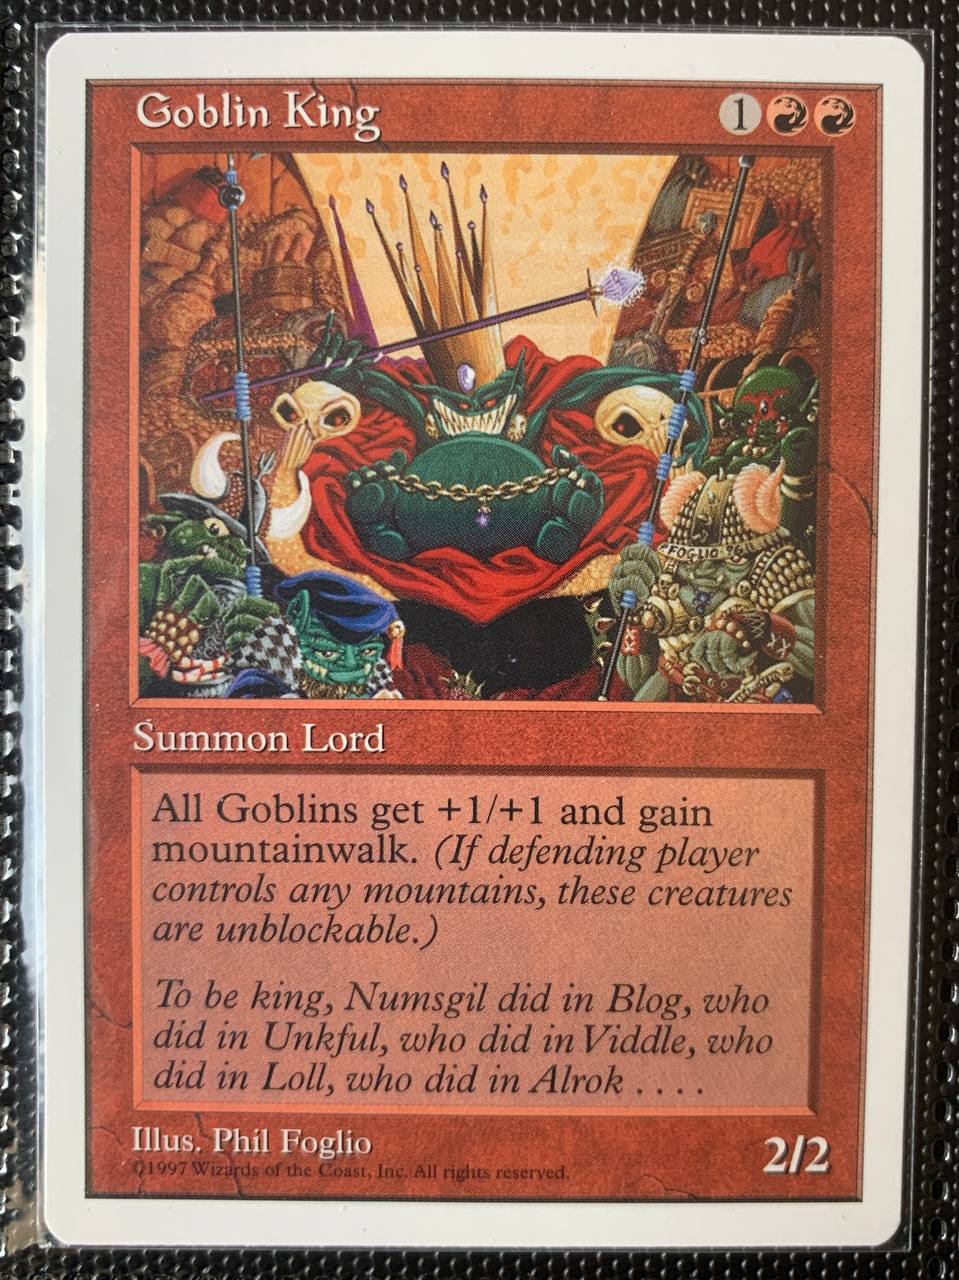 Goblin King
1
FOGLIO 96
Summon Lord
All Goblins get +1/+1 and gain
mountainwalk. (If defending player
controls any mountains, these creatures
are unblockable.)
To be king, Numsgil did in Blog, who
did in Unkful, who did in Viddle, who
did in Loll, who did in Alrok . . . .
Illus. Phil Foglio
©1997 Wizards of the Coast, Inc. All rights reserved.
2/2